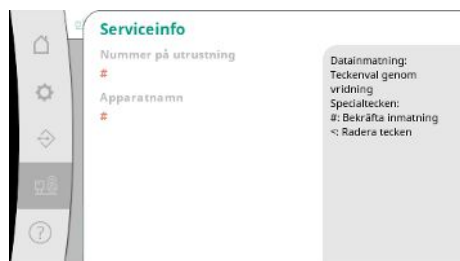 Serviceinfo
Nummer på utrustning
#
Apparatnamn
#
Datainmatning:
Teckenval genom
vridning
Specialtecken:
#: Bekräfta inmatning
<: Radera tecken
?